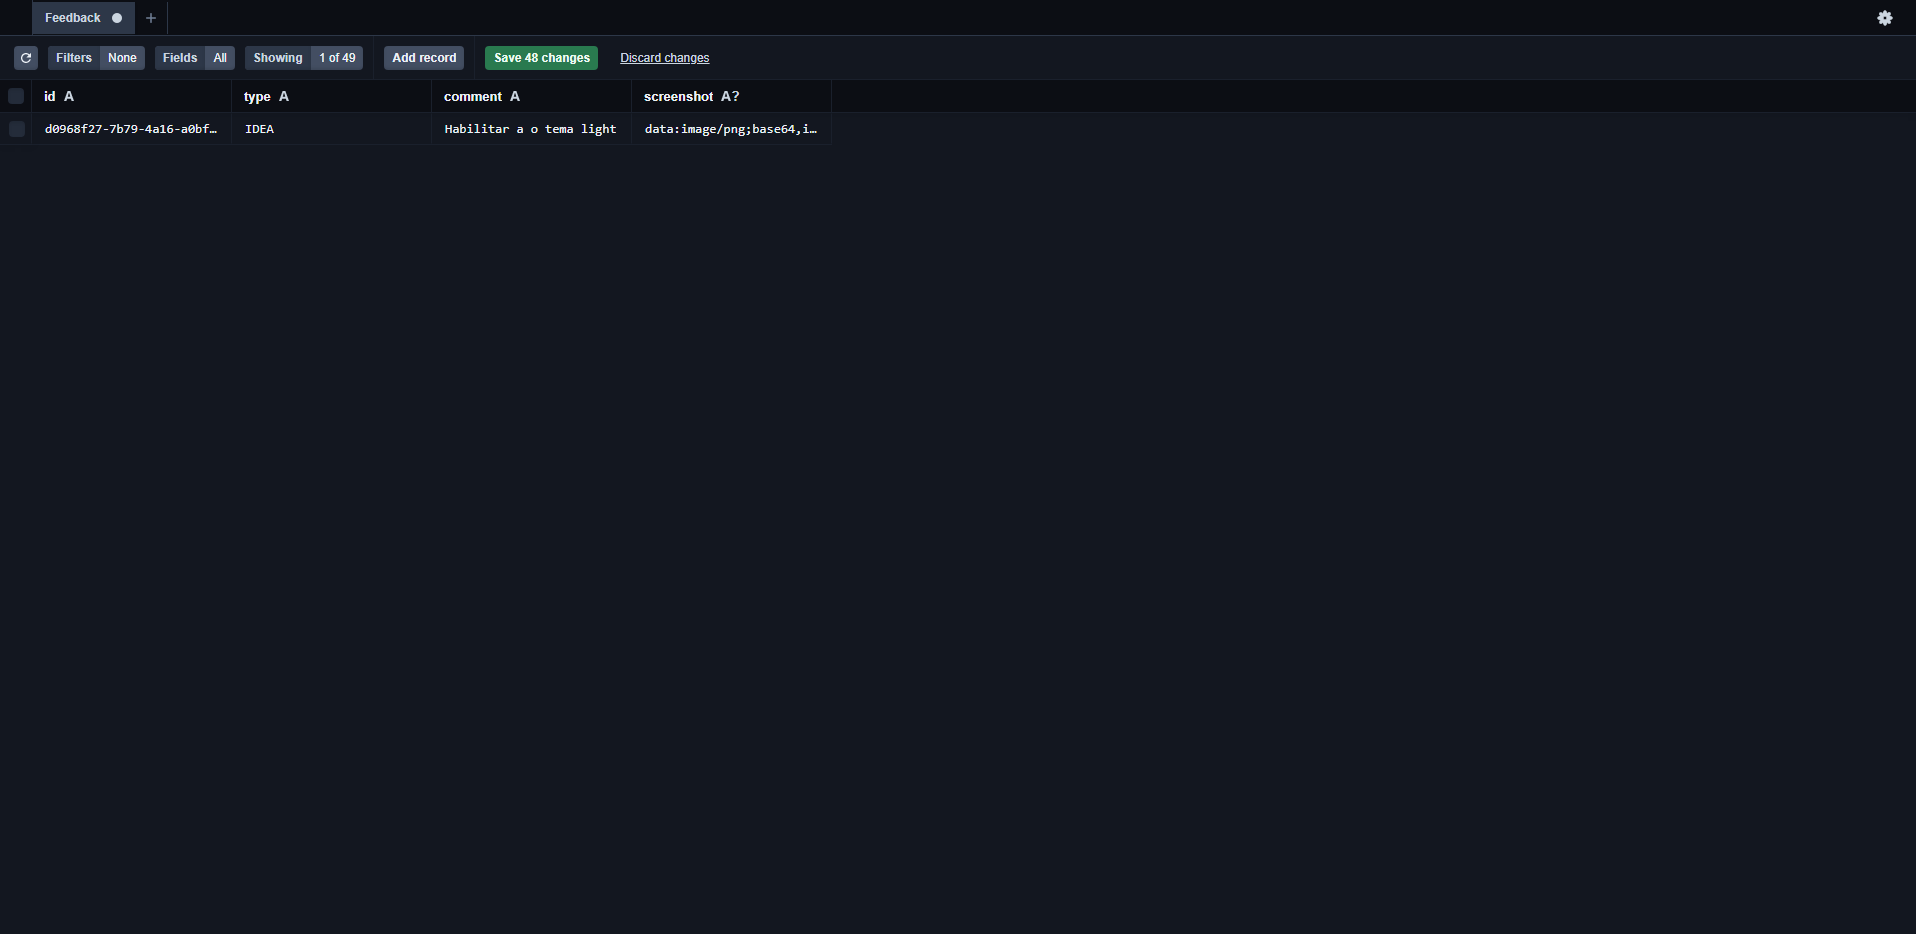 Feedback
Filters None Fields All Showing 1 of 49 Add record Save 48 changes Discard changes
id A type A comment A screenshot A?
d0968f27-7b79-4a16-a0bf… IDEA Habilitar a o tema light data:image/png;base64,i…